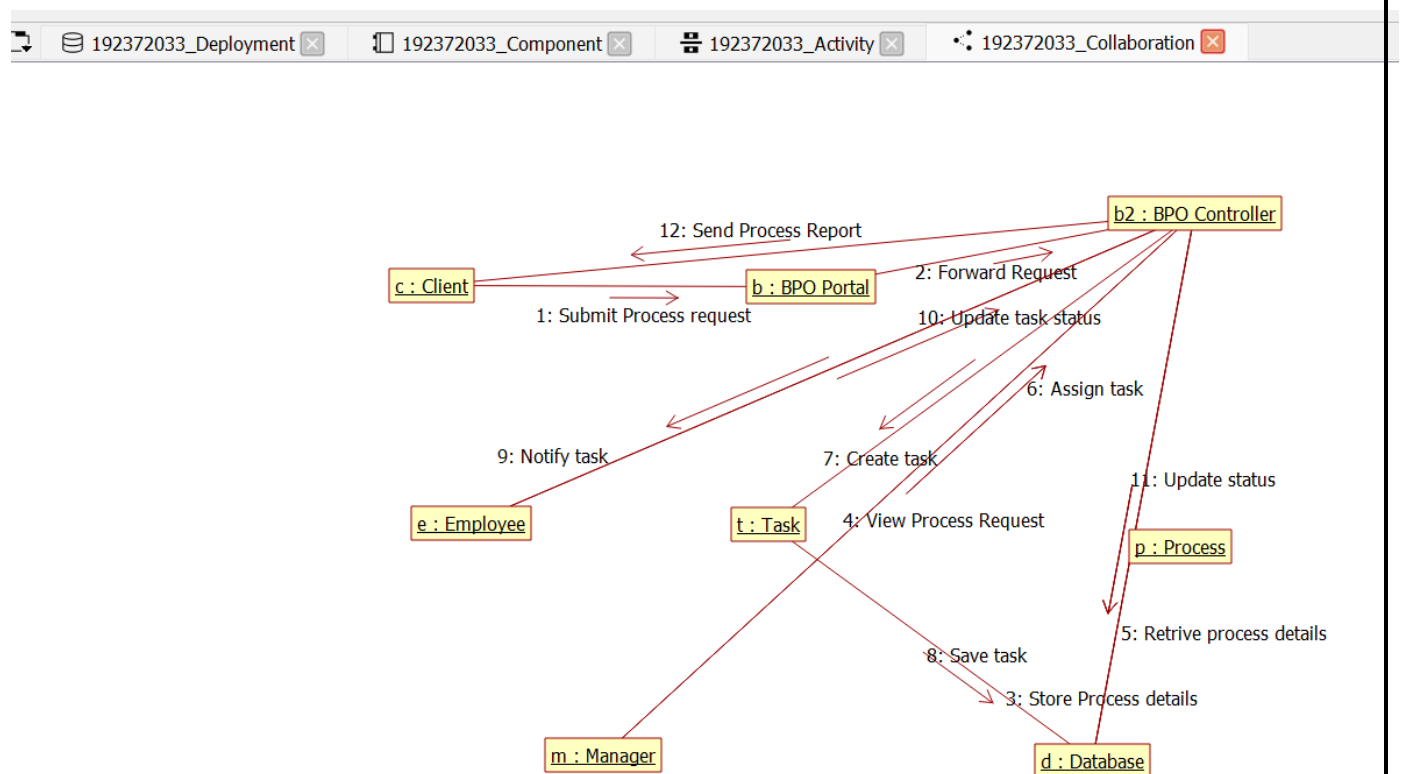 192372033_Deployment
192372033_Component
192372033_Activity
192372033_Collaboration
b2 : BPO Controller
12: Send Process Report
c : Client
b : BPO Portal
2: Forward Request
1: Submit Process request
10: Update task status
6: Assign task
9: Notify task
7: Create task
11: Update status
e : Employee
t : Task
4: View Process Request
p : Process
5: Retrive process details
8: Save task
3: Store Process details
m : Manager
d : Database